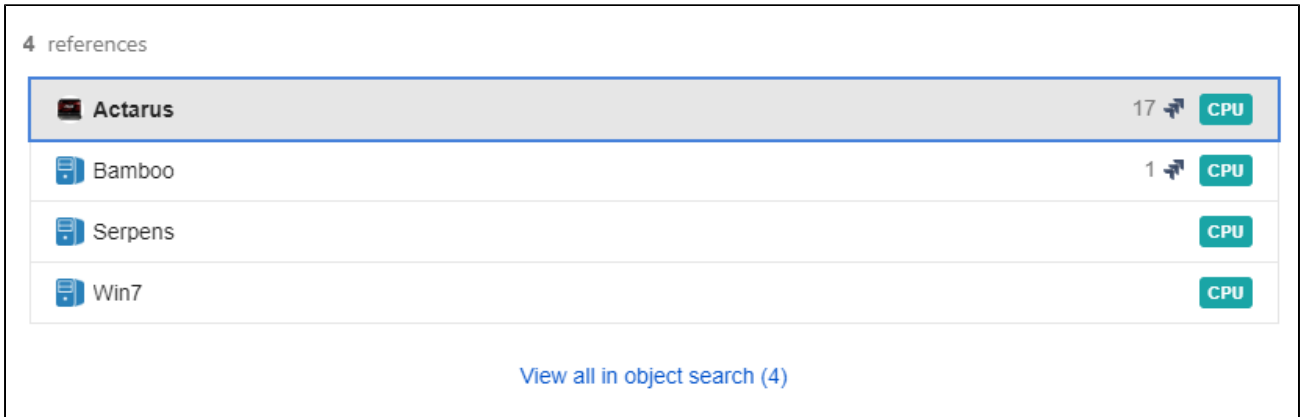 4 references
Actarus 17 CPU
Bamboo 1 CPU
Serpens CPU
Win7 CPU
View all in object search (4)